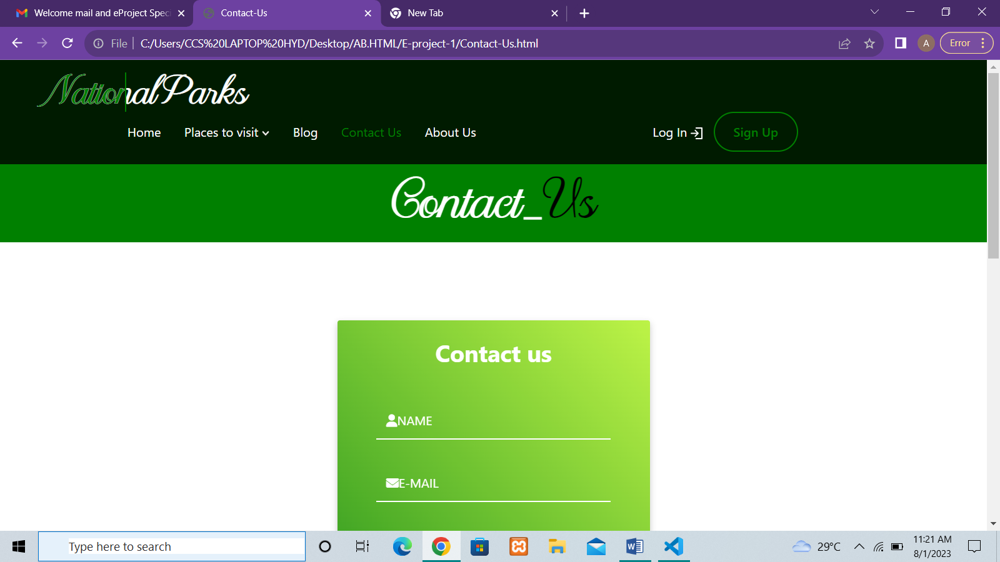 Welcome mail and eProject Speci
Contact-Us
New Tab
File
C:/Users/CCS%20LAPTOP%20HYD/Desktop/AB.HTML/E-project-1/Contact-Us.html
A
Error
NationalParks
Home
Places to visit
Blog
Contact Us
About Us
Log In
Sign Up
Contact_Us
Contact us
NAME
E-MAIL
Type here to search
29°C
11:21 AM
8/1/2023